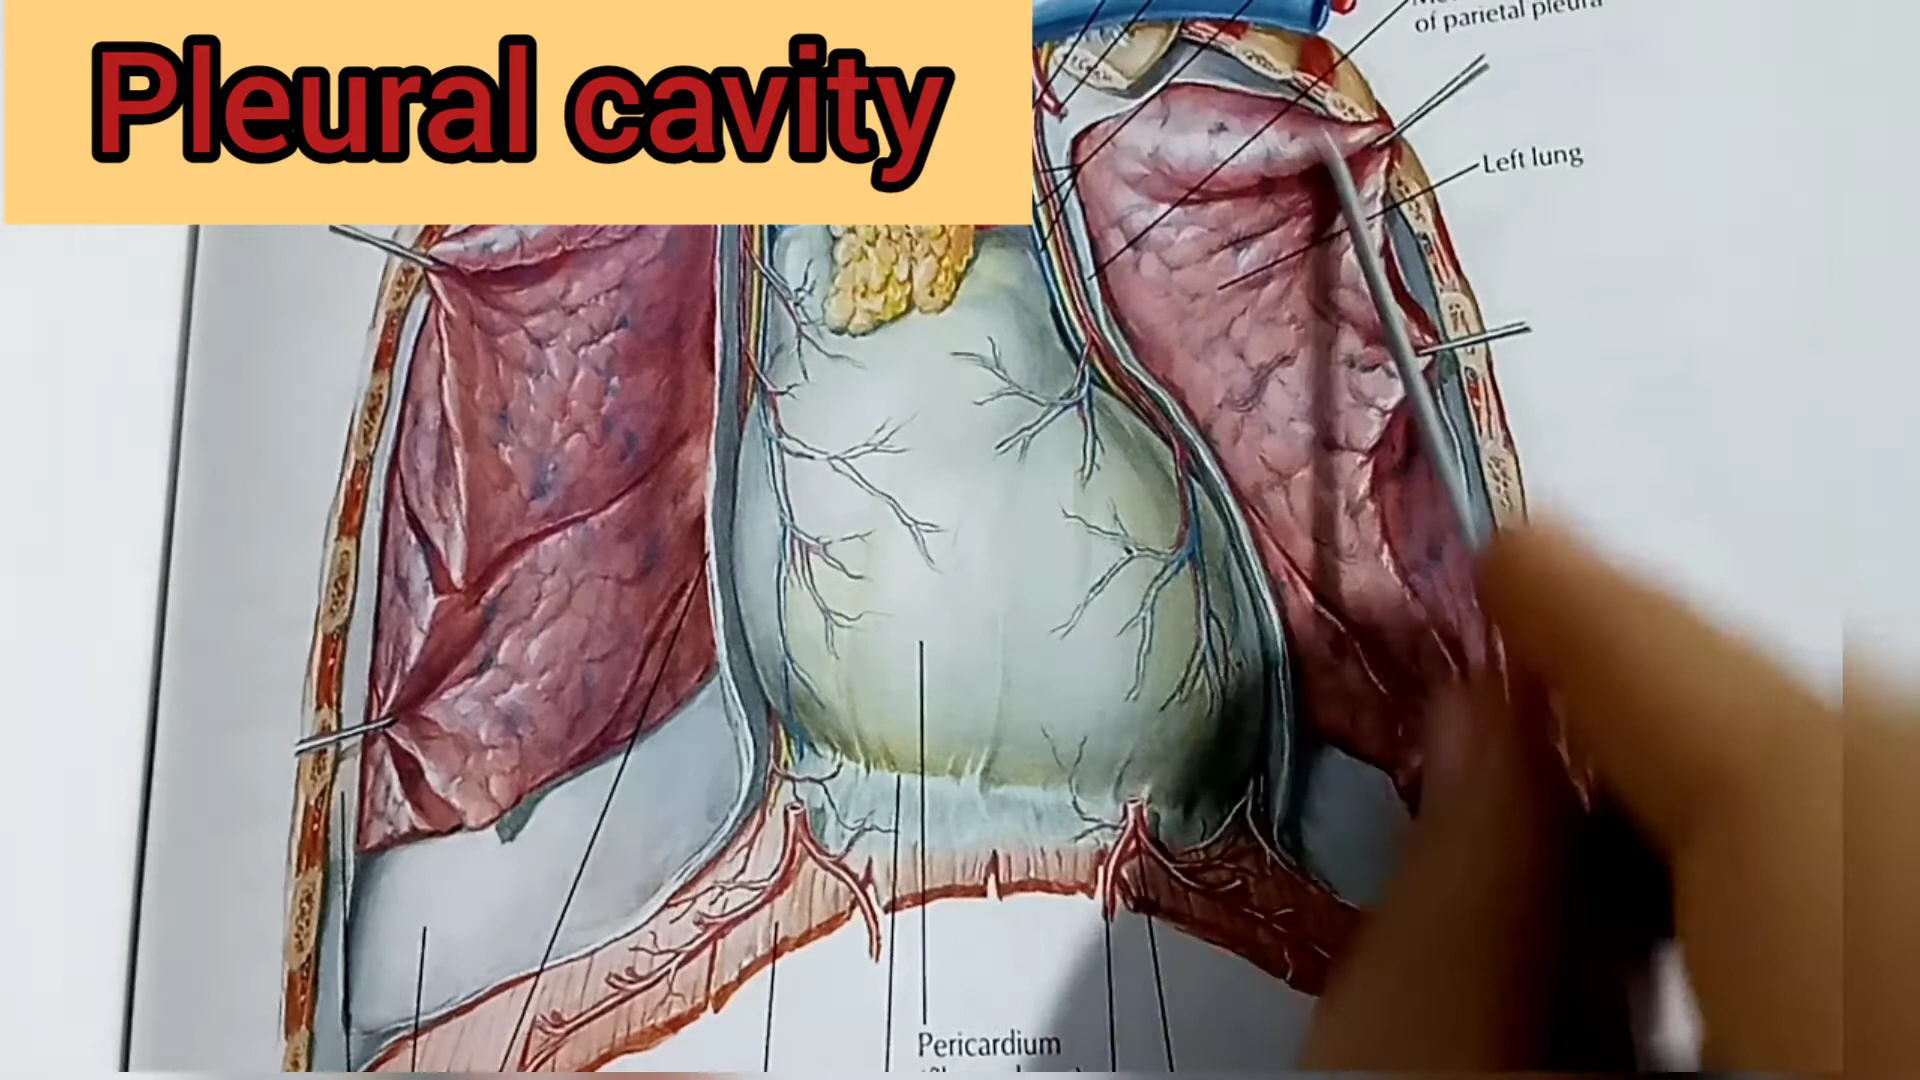 Pleural cavity
of parietal pleura
Left lung
Pericardium